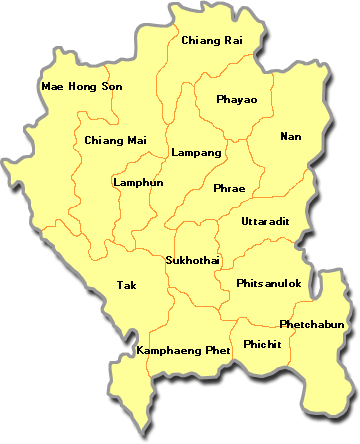 Chiang Rai
Mae Hong Son
Phayao
Nan
Chiang Mai
Lampang
Lamphun
Phrae
Uttaradit
Sukhothai
Tak
Phitsanulok
Phetchabun
Phichit
Kamphaeng Phet